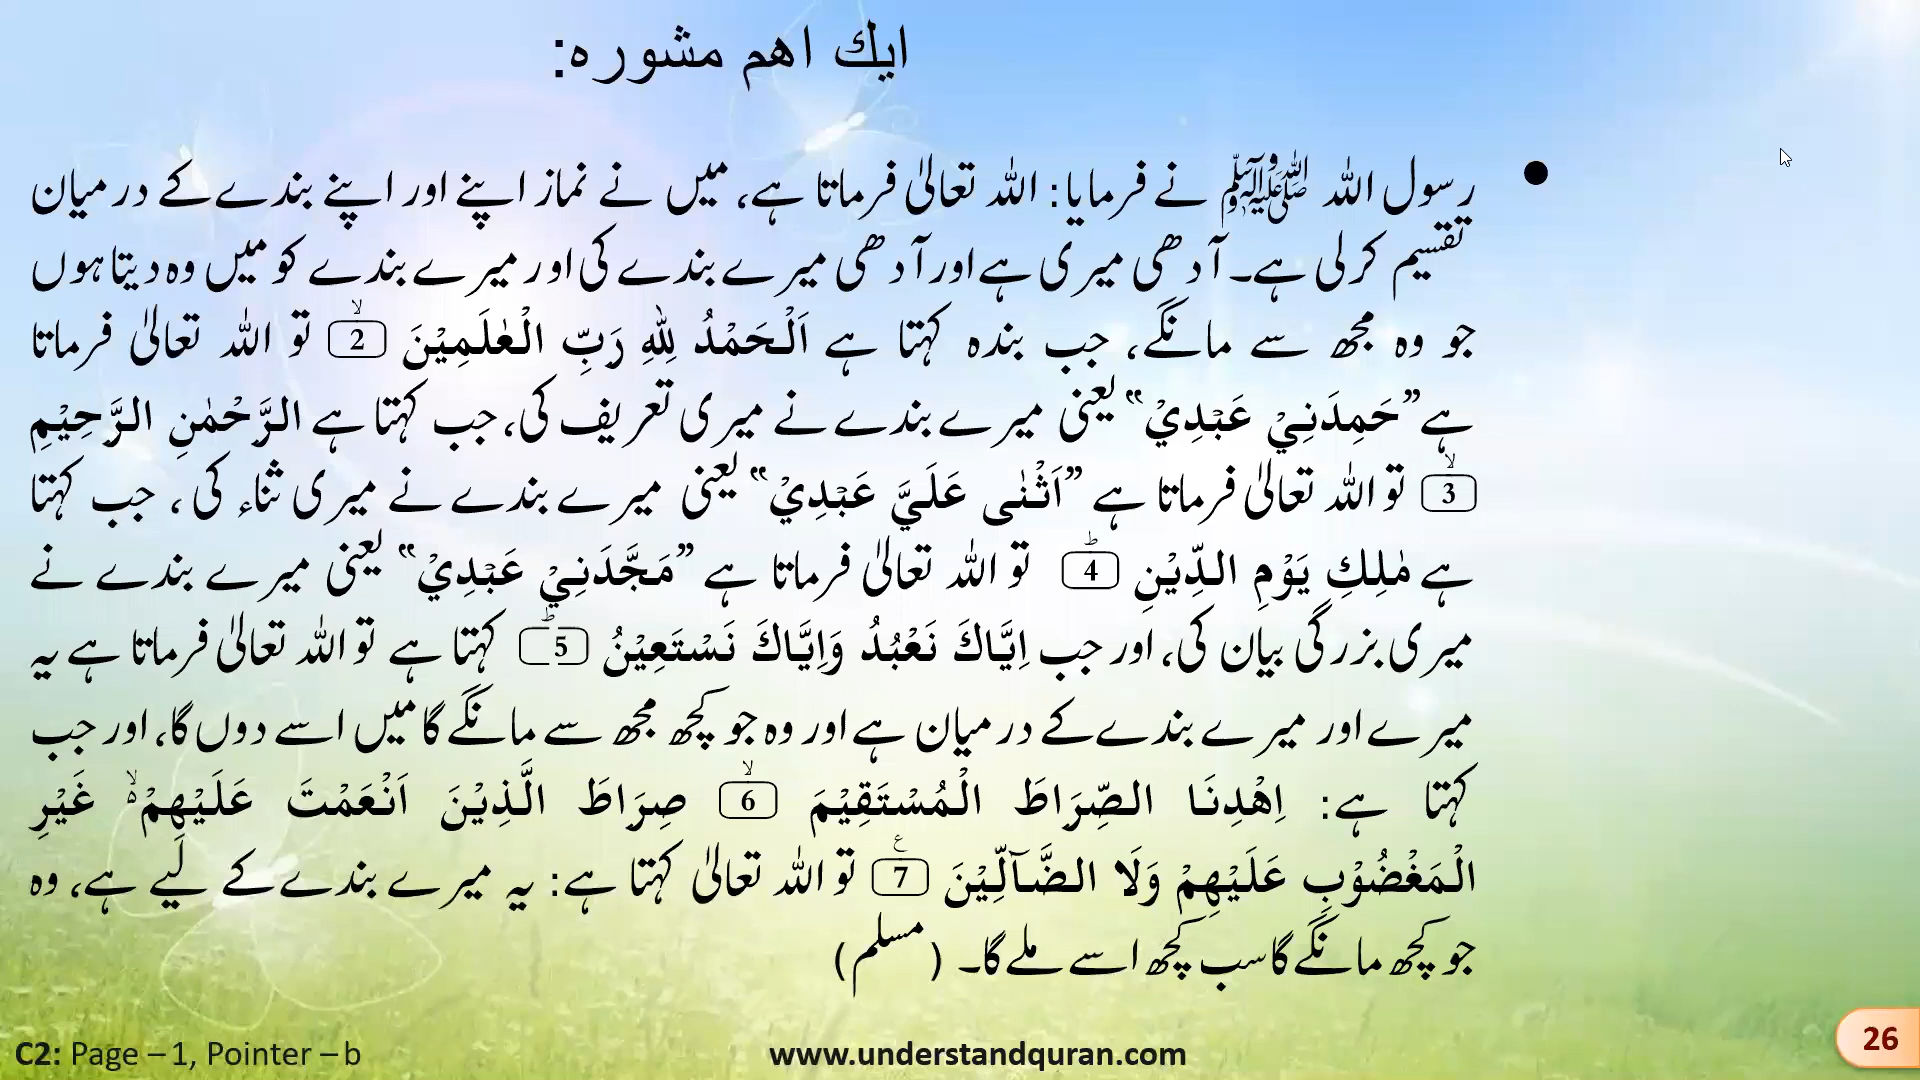 ایك اهم مشوره:
• رسول اللہ ﷺ نے فرمایا: اللہ تعالیٰ فرماتا ہے، میں نے نماز اپنے اور اپنے بندے کے درمیان
تقسیم کرلی ہے۔ آدھی میری ہے اور آدھی میرے بندے کی اور میرے بندے کو میں وہ دیتا ہوں
جو وہ مجھ سے مانگے، جب بندہ کہتا ہے اَلْحَمْدُ لِلّٰهِ رَبِّ الْعٰلَمِيْنَ ۙ 2 تو اللہ تعالیٰ فرماتا
ہے ”حَمِدَنِيْ عَبْدِيْ“ یعنی میرے بندے نے میری تعریف کی، جب کہتا ہے الرَّحْمٰنِ الرَّحِيْمِ
ۙ 3 تو اللہ تعالیٰ فرماتا ہے ”اَثْنٰی عَلَيَّ عَبْدِيْ“ یعنی میرے بندے نے میری ثناء کی، جب کہتا
ہے مٰلِكِ يَوْمِ الدِّيْنِ ۭ 4 تو اللہ تعالیٰ فرماتا ہے ”مَجَّدَنِيْ عَبْدِيْ“ یعنی میرے بندے نے
میری بزرگی بیان کی، اور جب اِيَّاكَ نَعْبُدُ وَاِيَّاكَ نَسْتَعِيْنُ ۭ 5 کہتا ہے تو اللہ تعالیٰ فرماتا ہے یہ
میرے اور میرے بندے کے درمیان ہے اور وہ جو کچھ مجھ سے مانگے گا میں اسے دوں گا، اور جب
کہتا ہے: اِهْدِنَا الصِّرَاطَ الْمُسْتَقِيْمَ ۙ 6 صِرَاطَ الَّذِيْنَ اَنْعَمْتَ عَلَيْهِمْ ۙ۬ غَيْرِ
الْمَغْضُوْبِ عَلَيْهِمْ وَلَا الضَّآلِّيْنَ ۧ 7 تو اللہ تعالیٰ کہتا ہے: یہ میرے بندے کے لیے ہے، وہ
جو کچھ مانگے گا سب کچھ اسے ملے گا۔ (مسلم)
C2: Page – 1, Pointer – b
www.understandquran.com
26